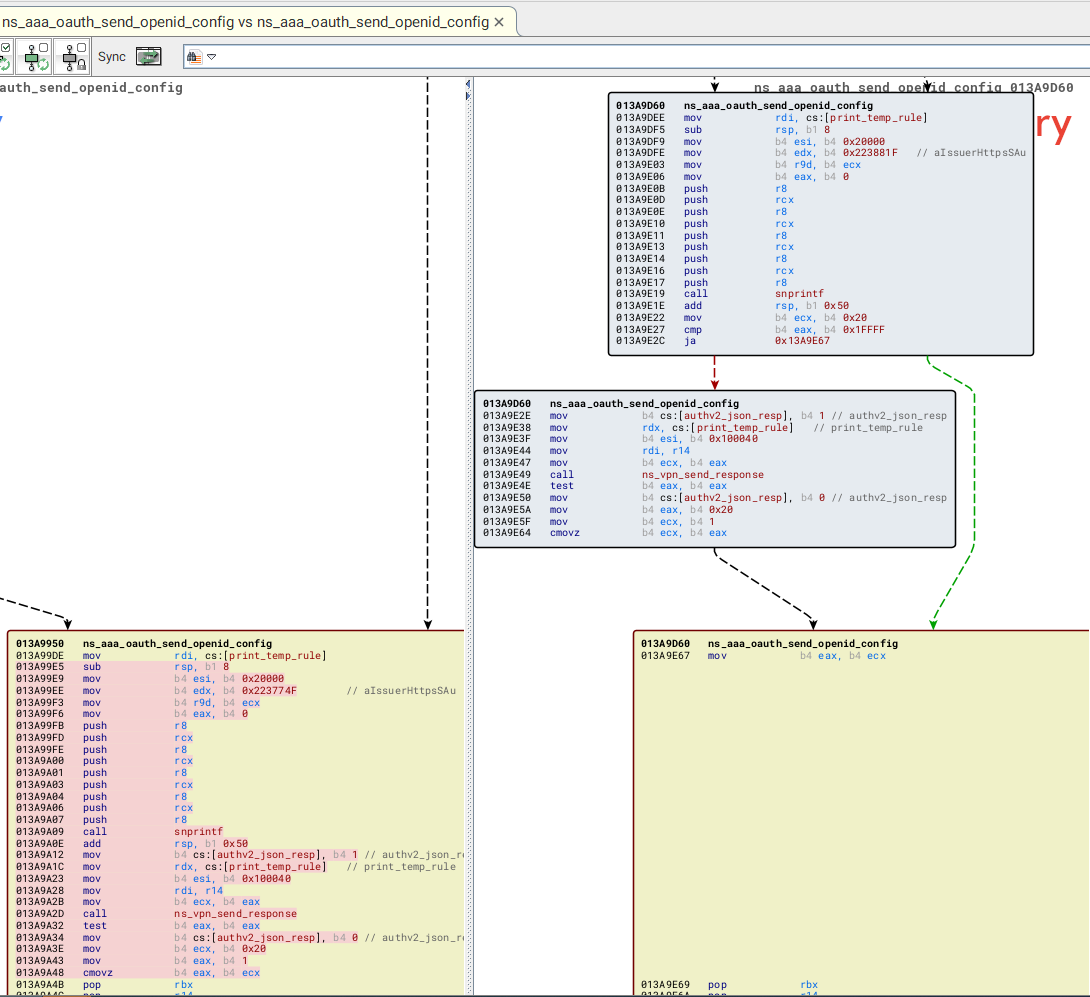 ns_aaa_oauth_send_openid_config vs ns_aaa_oauth_send_openid_config ×
Sync
auth_send_openid_config
ns_aaa_oauth_send_openid_config 013A9D60
ry
013A9D60 ns_aaa_oauth_send_openid_config
013A9DEE mov rdi, cs:[print_temp_rule]
013A9DF5 sub rsp, b1 8
013A9DF9 mov b4 esi, b4 0x20000
013A9DFE mov b4 edx, b4 0x223881F // aIssuerHttpsSAu
013A9E03 mov b4 r9d, b4 ecx
013A9E06 mov b4 eax, b4 0
013A9E0B push r8
013A9E0D push rcx
013A9E0E push r8
013A9E10 push rcx
013A9E11 push r8
013A9E13 push rcx
013A9E14 push r8
013A9E16 push rcx
013A9E17 push r8
013A9E19 call snprintf
013A9E1E add rsp, b1 0x50
013A9E22 mov b4 ecx, b4 0x20
013A9E27 cmp b4 eax, b4 0x1FFFF
013A9E2C ja 0x13A9E67
013A9D60 ns_aaa_oauth_send_openid_config
013A9E2E mov b4 cs:[authv2_json_resp], b4 1 // authv2_json_resp
013A9E38 mov rdx, cs:[print_temp_rule] // print_temp_rule
013A9E3F mov b4 esi, b4 0x100040
013A9E44 mov rdi, r14
013A9E47 mov b4 ecx, b4 eax
013A9E49 call ns_vpn_send_response
013A9E4E test b4 eax, b4 eax
013A9E50 mov b4 cs:[authv2_json_resp], b4 0 // authv2_json_resp
013A9E5A mov b4 eax, b4 0x20
013A9E5F mov b4 ecx, b4 1
013A9E64 cmovz b4 ecx, b4 eax
013A9950 ns_aaa_oauth_send_openid_config
013A99DE mov rdi, cs:[print_temp_rule]
013A99E5 sub rsp, b1 8
013A99E9 mov b4 esi, b4 0x20000
013A99EE mov b4 edx, b4 0x223774F // aIssuerHttpsSAu
013A99F3 mov b4 r9d, b4 ecx
013A99F6 mov b4 eax, b4 0
013A99FB push r8
013A99FD push rcx
013A99FE push r8
013A9A00 push rcx
013A9A01 push r8
013A9A03 push rcx
013A9A04 push r8
013A9A06 push rcx
013A9A07 push r8
013A9A09 call snprintf
013A9A0E add rsp, b1 0x50
013A9A12 mov b4 cs:[authv2_json_resp], b4 1 // authv2_json_r
013A9A1C mov rdx, cs:[print_temp_rule] // print_temp_rule
013A9A23 mov b4 esi, b4 0x100040
013A9A28 mov rdi, r14
013A9A2B mov b4 ecx, b4 eax
013A9A2D call ns_vpn_send_response
013A9A32 test b4 eax, b4 eax
013A9A34 mov b4 cs:[authv2_json_resp], b4 0 // authv2_json_r
013A9A3E mov b4 ecx, b4 0x20
013A9A43 mov b4 eax, b4 1
013A9A48 cmovz b4 eax, b4 ecx
013A9A4B pop rbx
013A9D60 ns_aaa_oauth_send_openid_config
013A9E67 mov b4 eax, b4 ecx
013A9E69 pop rbx